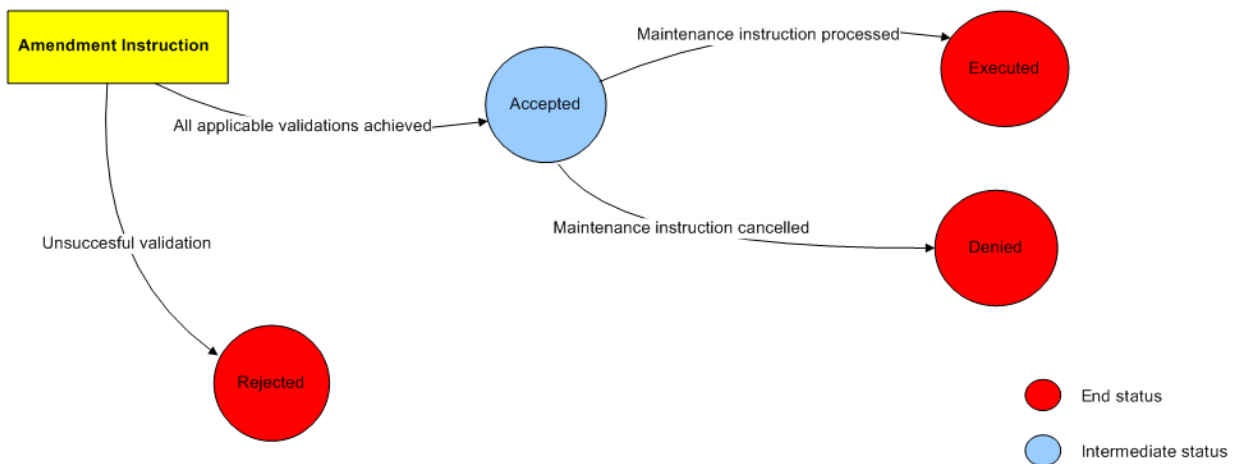 Amendment Instruction
Maintenance instruction processed
Executed
Accepted
All applicable validations achieved
Maintenance instruction cancelled
Denied
Unsuccesful validation
Rejected
End status
Intermediate status